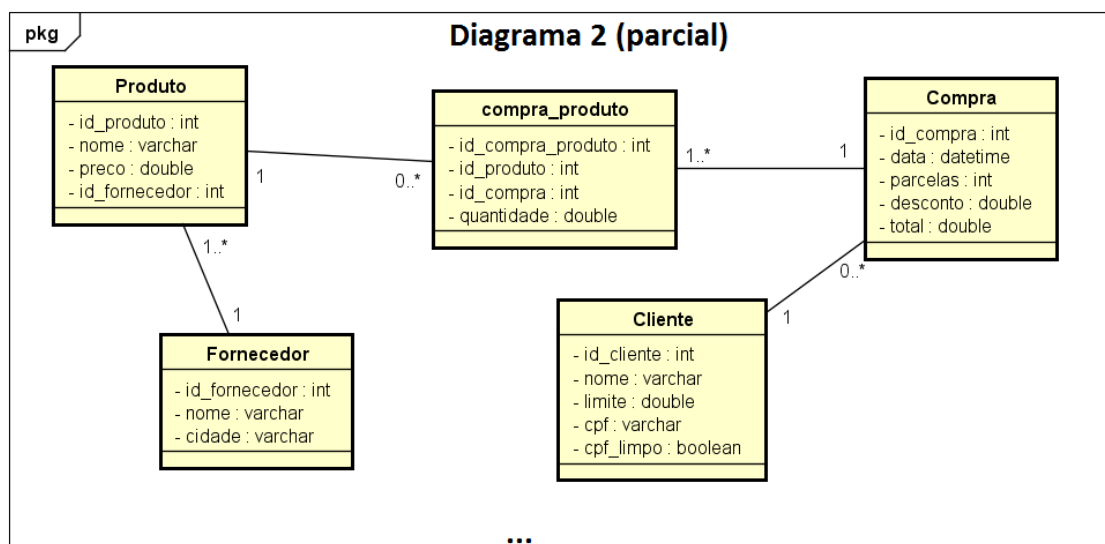 pkg
Diagrama 2 (parcial)
Produto
- id_produto : int
- nome : varchar
- preco : double
- id_fornecedor : int
1
0..*
compra_produto
- id_compra_produto : int
- id_produto : int
- id_compra : int
- quantidade : double
1..*
1
Compra
- id_compra : int
- data : datetime
- parcelas : int
- desconto : double
- total : double
0..*
1
1..*
1
Fornecedor
- id_fornecedor : int
- nome : varchar
- cidade : varchar
Cliente
- id_cliente : int
- nome : varchar
- limite : double
- cpf : varchar
- cpf_limpo : boolean
...